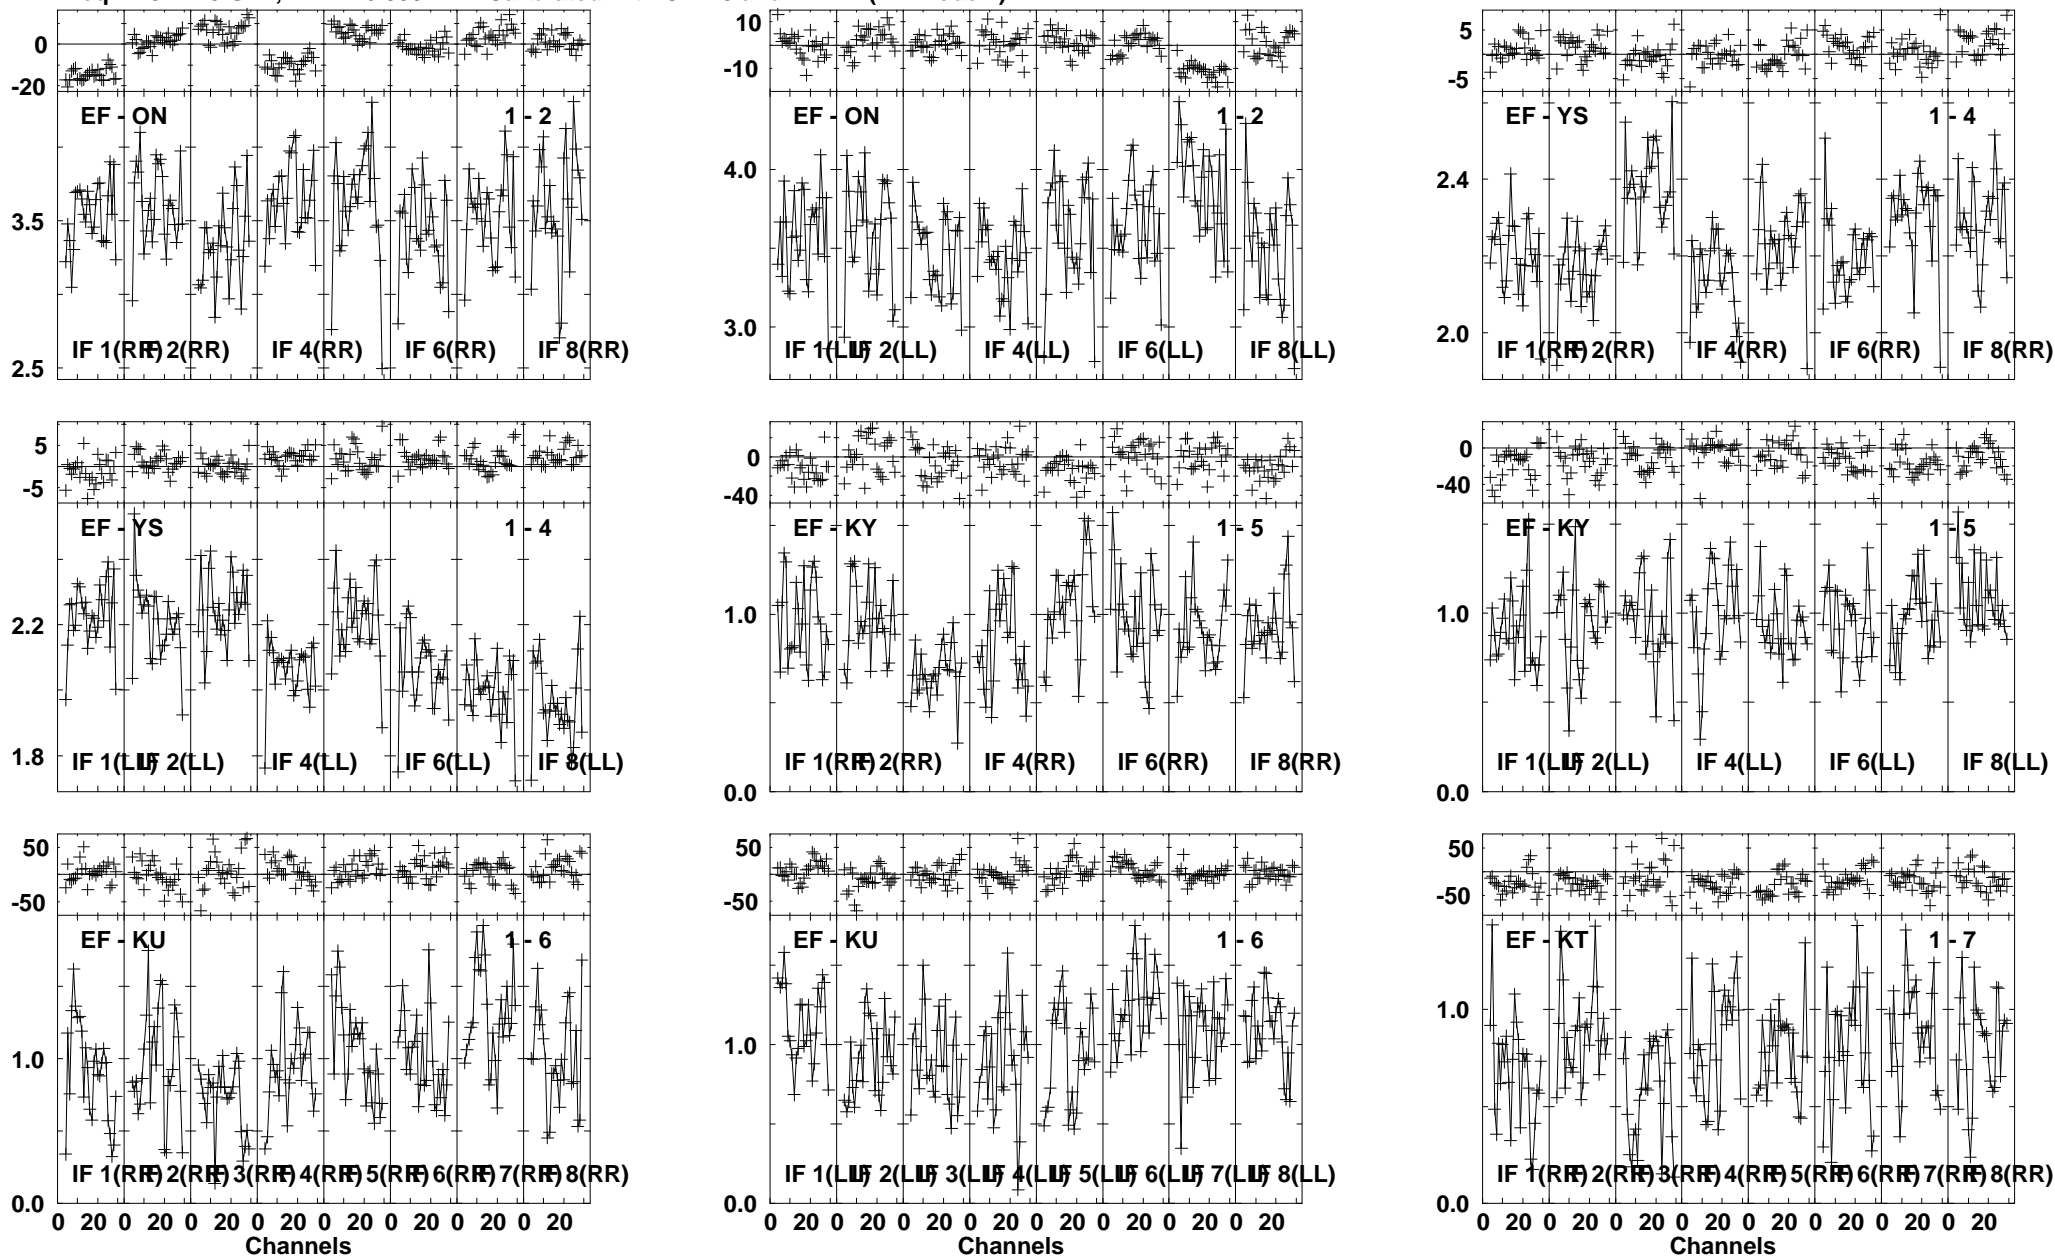 0
-20
10
-10
5
-5
EF - ON 1 - 2
EF - ON 1 - 2
EF - YS 1 - 4
3.5
2.5
4.0
3.0
2.4
2.0
IF 1(RR) IF 2(RR) IF 4(RR) IF 6(RR) IF 8(RR)
IF 1(LL) IF 2(LL) IF 4(LL) IF 6(LL) IF 8(LL)
IF 1(RR) IF 2(RR) IF 4(RR) IF 6(RR) IF 8(RR)
5
-5
0
-40
0
-40
EF - YS 1 - 4
EF - KY 1 - 5
EF - KY 1 - 5
2.2
1.8
1.0
0.0
1.0
0.0
IF 1(LL) IF 2(LL) IF 4(LL) IF 6(LL) IF 8(LL)
IF 1(RR) IF 2(RR) IF 4(RR) IF 6(RR) IF 8(RR)
IF 1(LL) IF 2(LL) IF 4(LL) IF 6(LL) IF 8(LL)
50
-50
50
-50
50
-50
EF - KU 1 - 6
EF - KU 1 - 6
EF - KT 1 - 7
1.0
0.0
1.0
0.0
1.0
0.0
IF 1(RR) IF 2(RR) IF 3(RR) IF 4(RR) IF 5(RR) IF 6(RR) IF 7(RR) IF 8(RR)
IF 1(LL) IF 2(LL) IF 3(LL) IF 4(LL) IF 5(LL) IF 6(LL) IF 7(LL) IF 8(LL)
IF 1(RR) IF 2(RR) IF 3(RR) IF 4(RR) IF 5(RR) IF 6(RR) IF 7(RR) IF 8(RR)
0 20 0 20 0 20 0 20 0 20 0 20 0 20 0 20
0 20 0 20 0 20 0 20 0 20 0 20 0 20 0 20
0 20 0 20 0 20 0 20 0 20 0 20 0 20 0 20
Channels
Channels
Channels